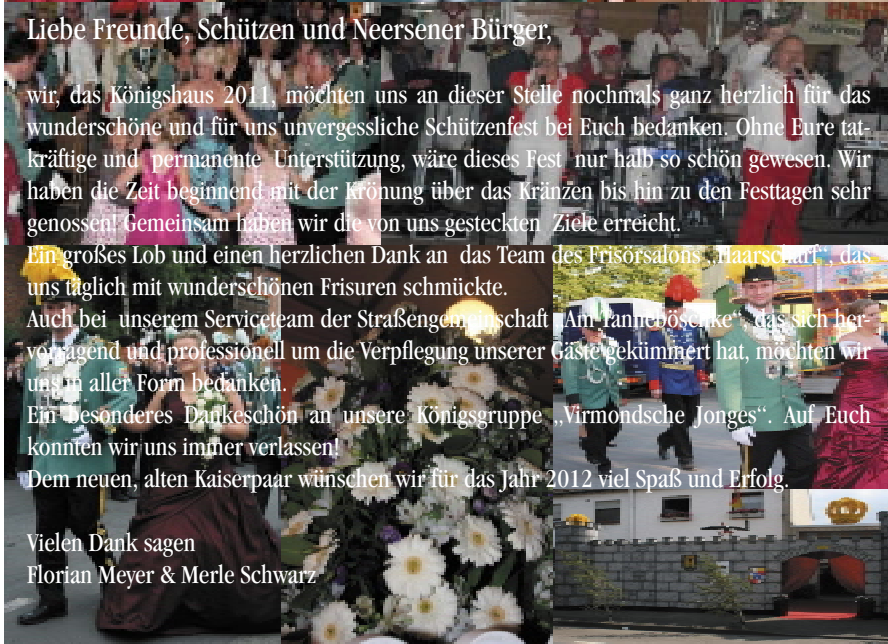 Liebe Freunde, Schützen und Neersener Bürger,
wir, das Königshaus 2011, möchten uns an dieser Stelle nochmals ganz herzlich für das
wunderschöne und für uns unvergessliche Schützenfest bei Euch bedanken. Ohne Eure tat-
kräftige und permanente Unterstützung, wäre dieses Fest nur halb so schön gewesen. Wir
haben die Zeit beginnend mit der Krönung über das Kränzen bis hin zu den Festtagen sehr
genossen! Gemeinsam haben wir die von uns gesteckten Ziele erreicht.
Ein großes Lob und einen herzlichen Dank an das Team des Frisörsalons „Haarscharf“, das
uns täglich mit wunderschönen Frisuren schmückte.
Auch bei unserem Serviceteam der Straßengemeinschaft „Am Tanneböschke“, das sich her-
vorragend und professionell um die Verpflegung unserer Gäste gekümmert hat, möchten wir
uns in aller Form bedanken.
Ein besonderes Dankeschön an unsere Königsgruppe „Virmondsche Jonges“. Auf Euch
konnten wir uns immer verlassen!
Dem neuen, alten Kaiserpaar wünschen wir für das Jahr 2012 viel Spaß und Erfolg.
Vielen Dank sagen
Florian Meyer & Merle Schwarz